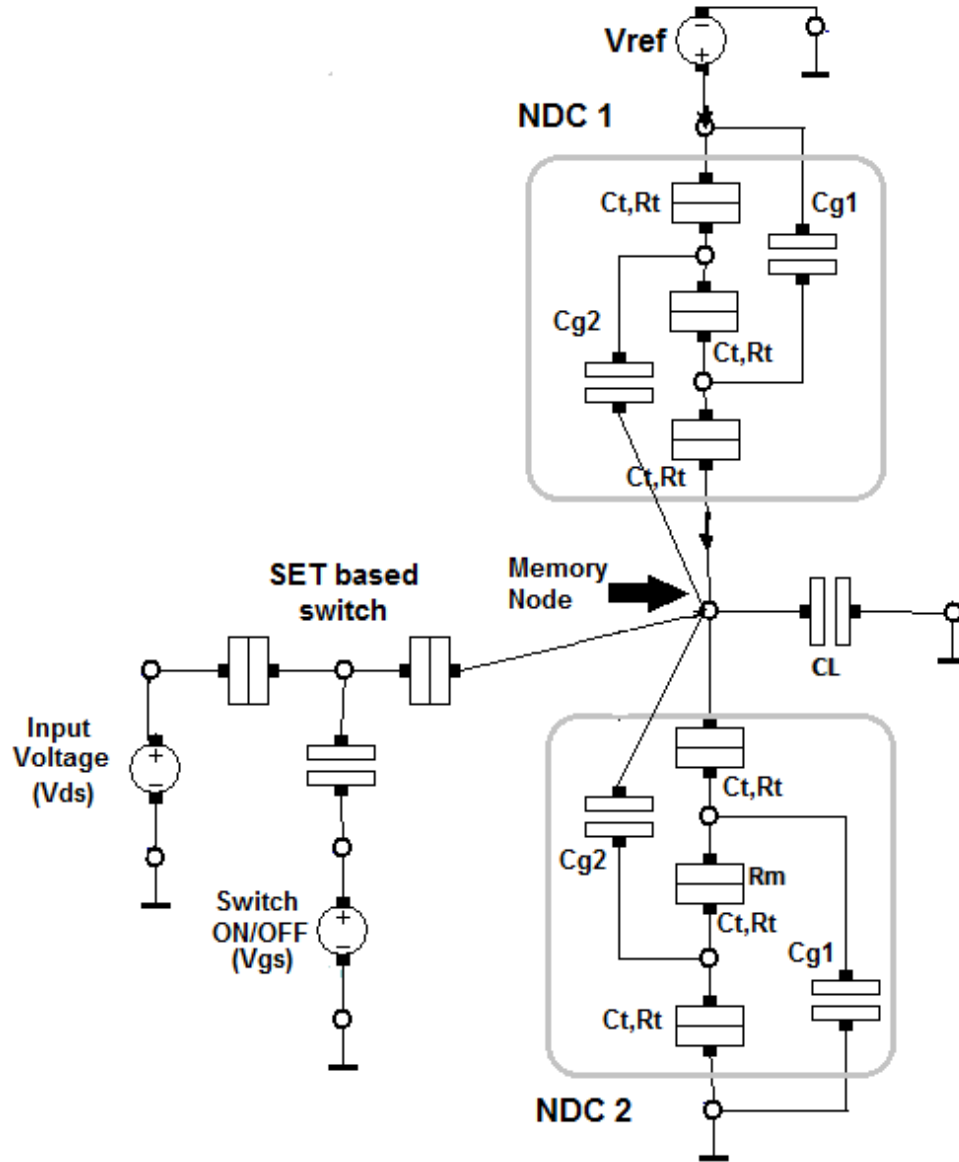 Vref
−
+
NDC 1
Ct,Rt
Cg1
Cg2
Ct,Rt
Ct,Rt
SET based
switch
Memory
Node
CL
Input
Voltage
(Vds)
+
−
Ct,Rt
Cg2
Rm
Ct,Rt
Switch
ON/OFF
(Vgs)
+
−
Cg1
Ct,Rt
NDC 2